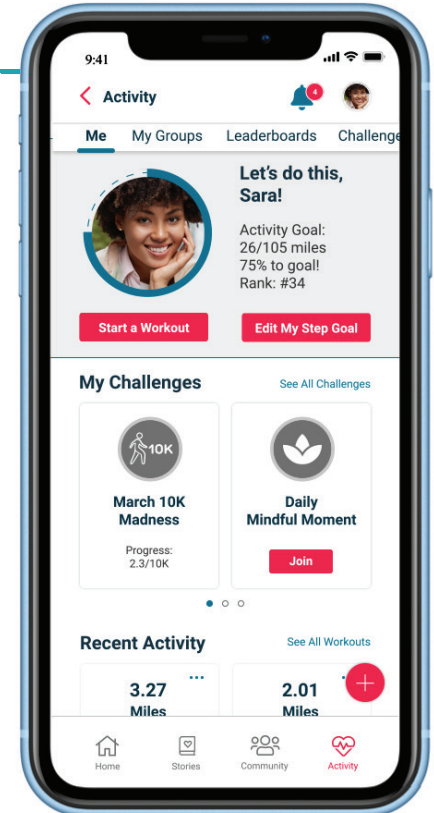 9:41
Activity
4
Me My Groups Leaderboards Challenge
Let's do this,
Sara!
Activity Goal:
26/105 miles
75% to goal!
Rank: #34
Start a Workout
Edit My Step Goal
My Challenges
See All Challenges
10K
March 10K
Madness
Progress:
2.3/10K
Daily
Mindful Moment
Join
Recent Activity
See All Workouts
3.27
Miles
2.01
Miles
Home
Stories
Community
Activity